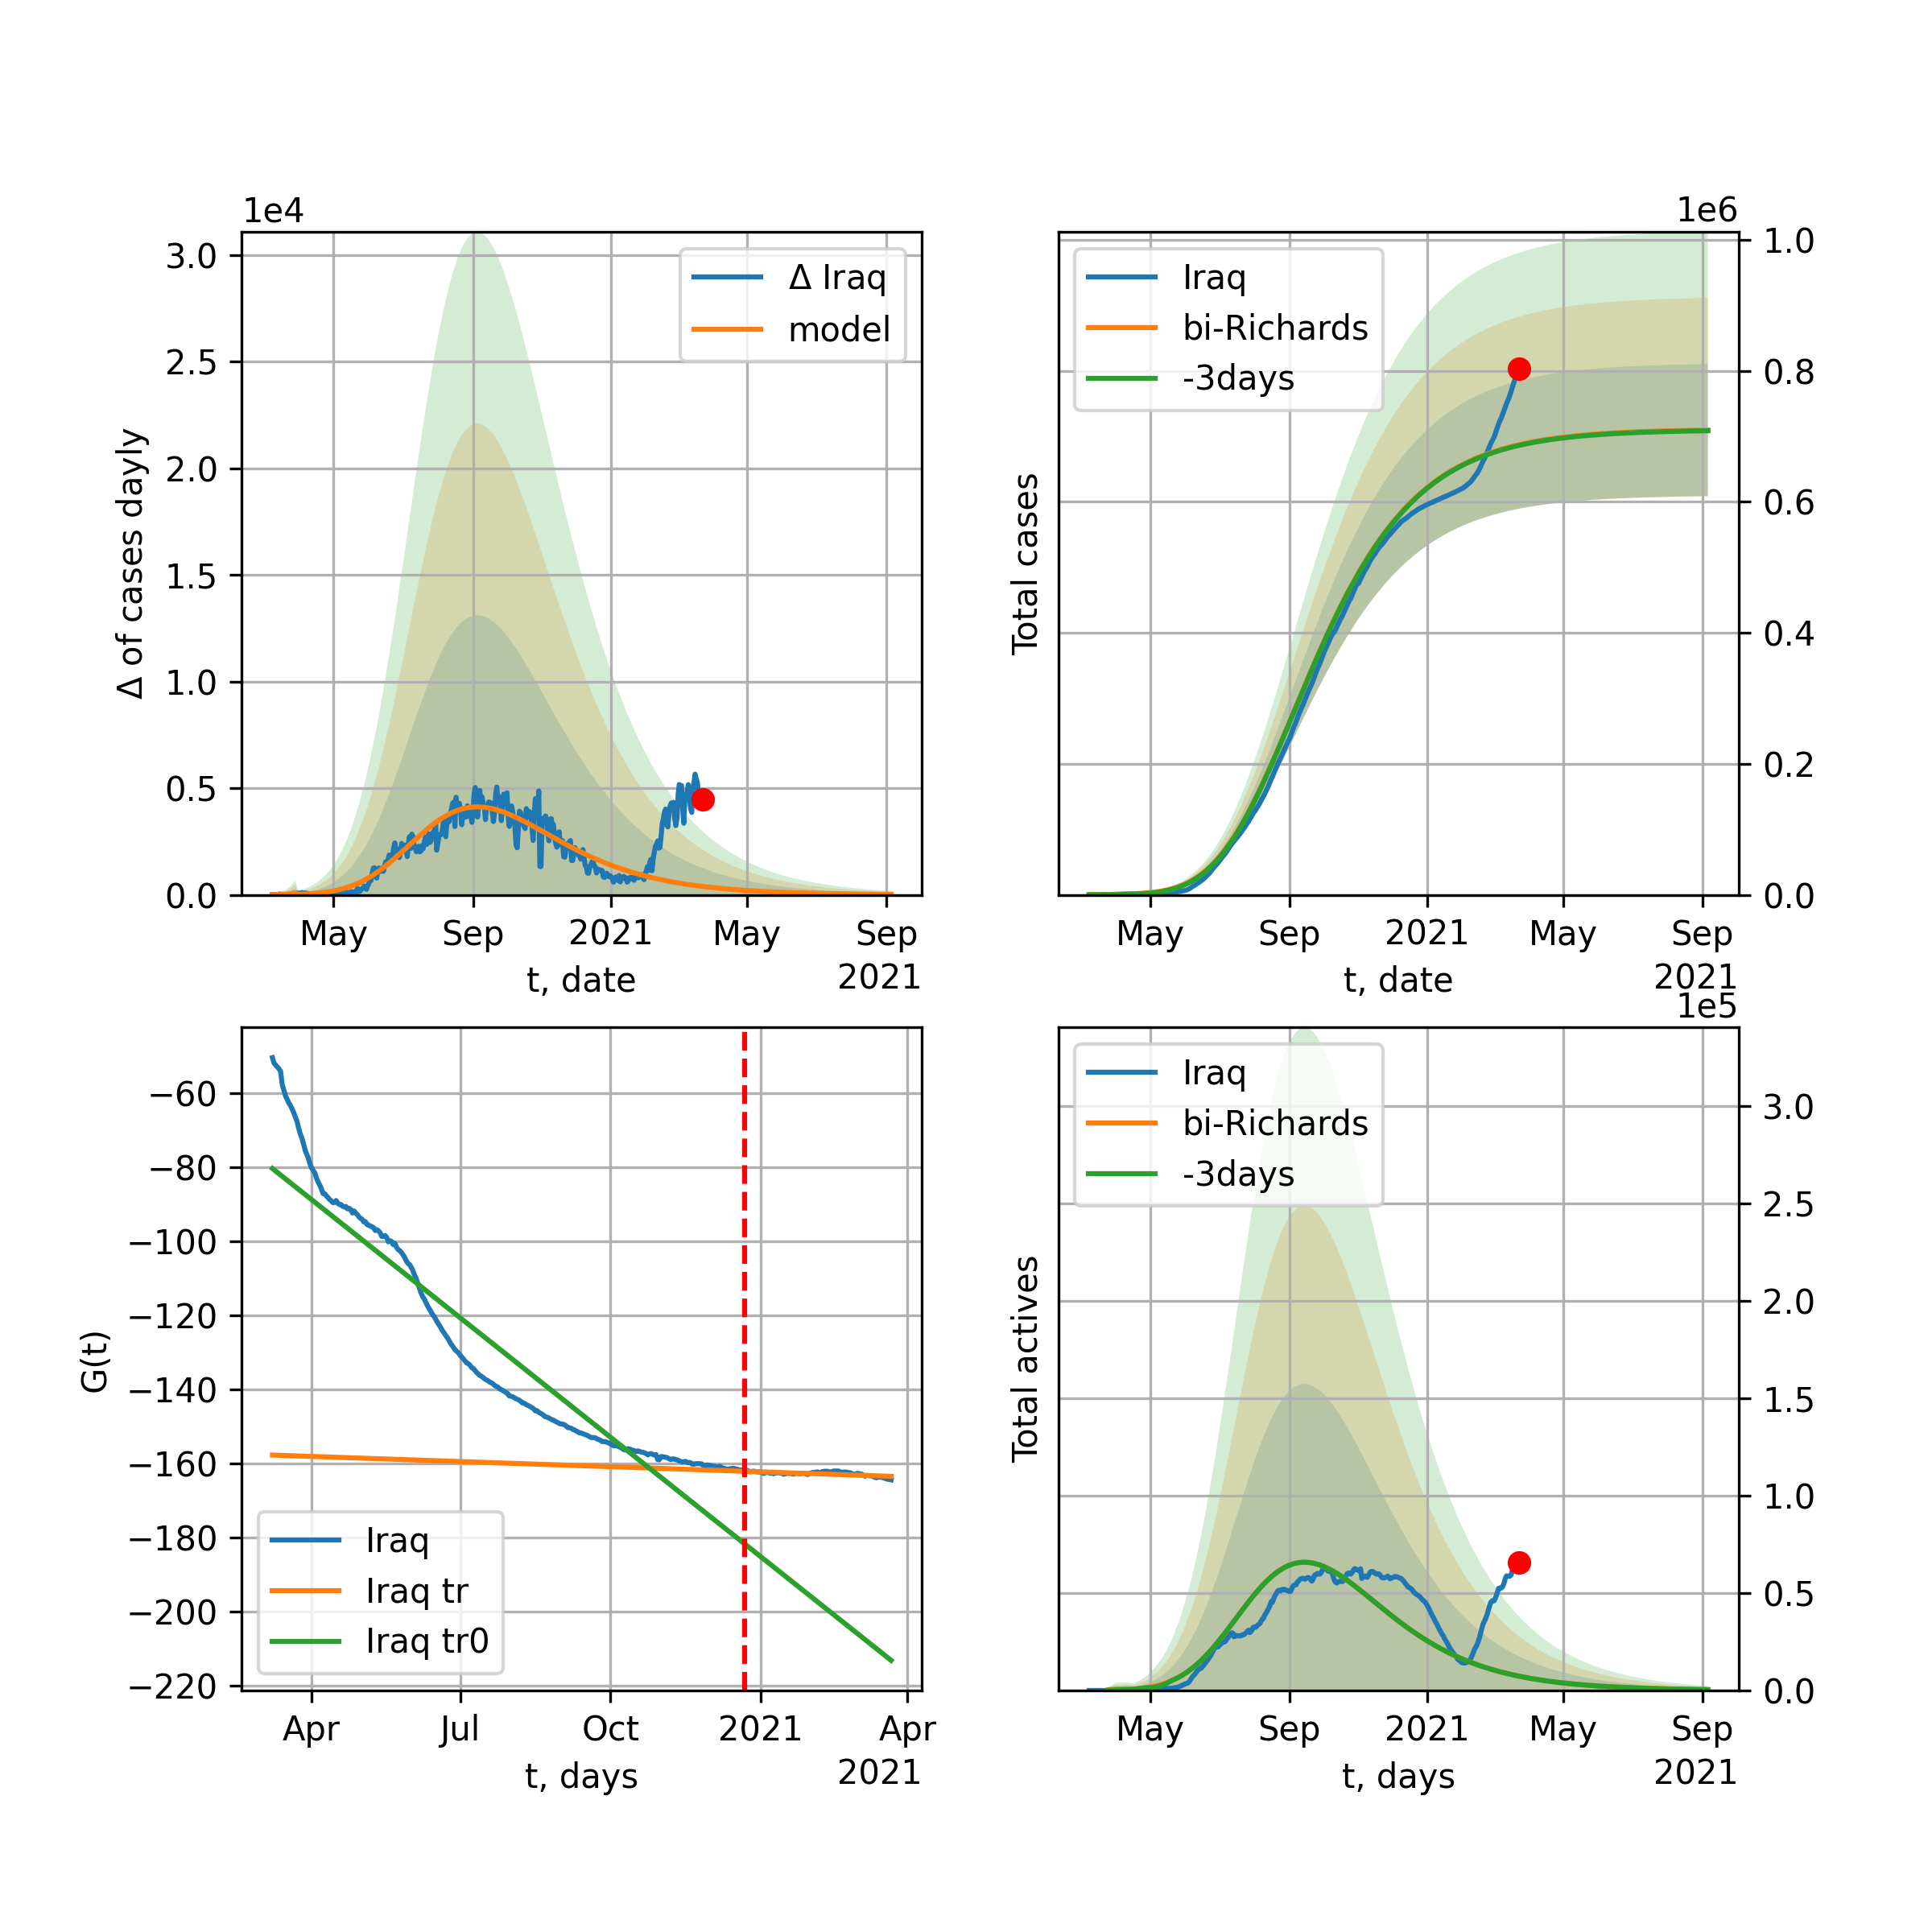 1e4
3.0
2.5
2.0
1.5
1.0
0.5
0.0
Δ of cases dayly
Δ Iraq
model
May Sep 2021 May Sep
t, date 2021
1e6
1.0
0.8
0.6
0.4
0.2
0.0
Total cases
Iraq
bi-Richards
-3days
May Sep 2021 May Sep
t, date 2021
−60
−80
−100
−120
−140
−160
−180
−200
−220
G(t)
Iraq
Iraq tr
Iraq tr0
Apr Jul Oct 2021 Apr
t, days 2021
1e5
3.0
2.5
2.0
1.5
1.0
0.5
0.0
Total actives
Iraq
bi-Richards
-3days
May Sep 2021 May Sep
t, days 2021